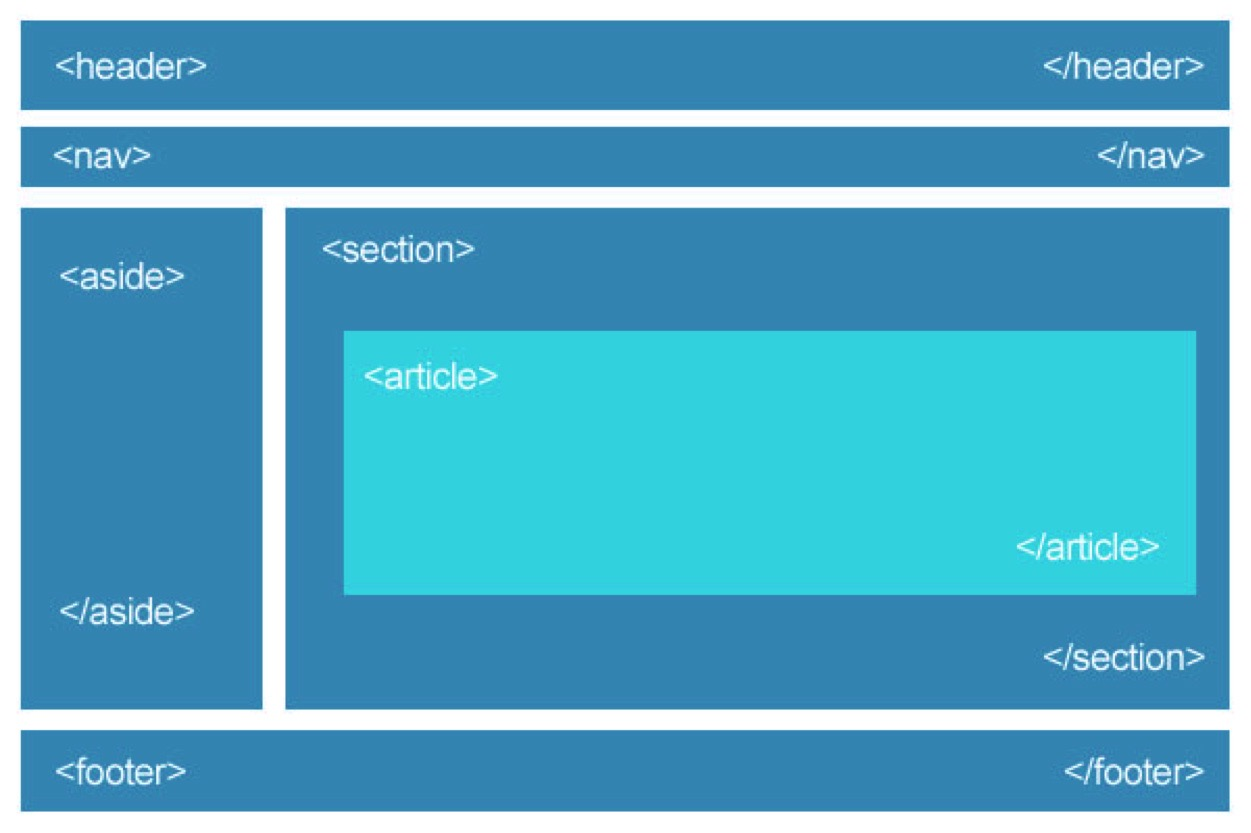 <header> </header>
<nav> </nav>
<aside>
</aside>
<section>
<article>
</article>
</section>
<footer> </footer>